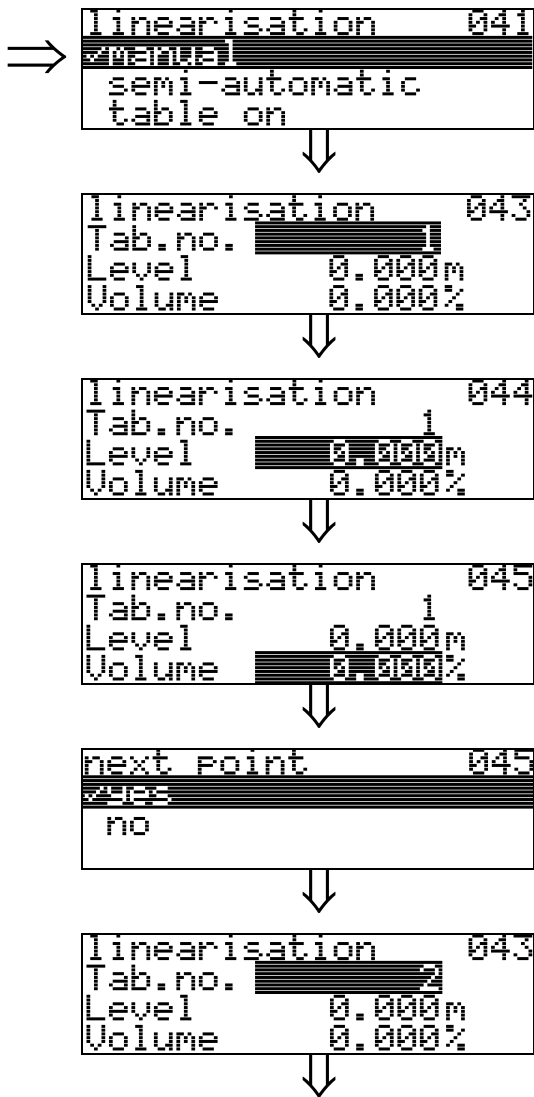 linearisation 041
✓manual
semi-automatic
table on
linearisation 043
Tab.no. 1
Level 0.000m
Volume 0.000%
linearisation 044
Tab.no. 1
Level 0.000m
Volume 0.000%
linearisation 045
Tab.no. 1
Level 0.000m
Volume 0.000%
next point 045
✓yes
no
linearisation 043
Tab.no. 2
Level 0.000m
Volume 0.000%